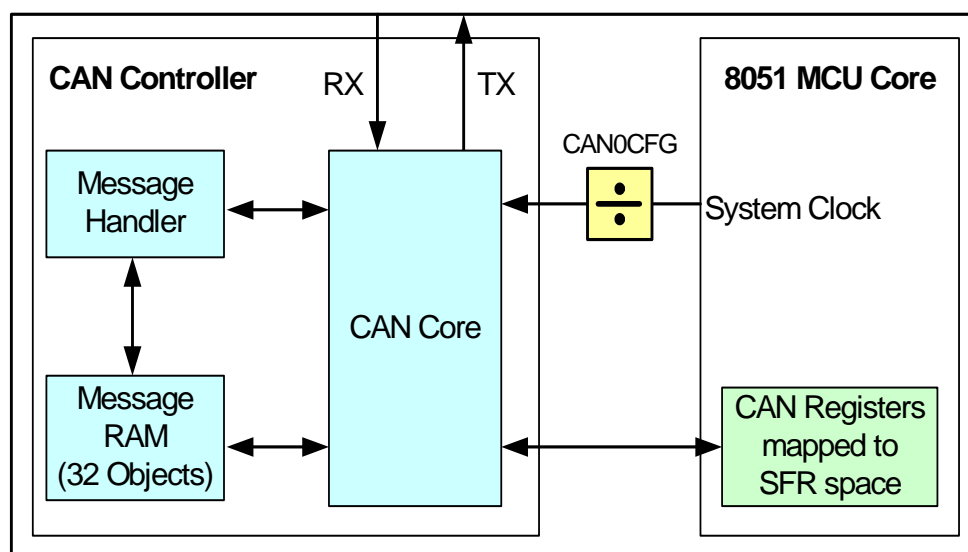 CAN Controller
RX
TX
8051 MCU Core
CAN0CFG
Message
Handler
System Clock
CAN Core
Message
RAM
(32 Objects)
CAN Registers
mapped to
SFR space